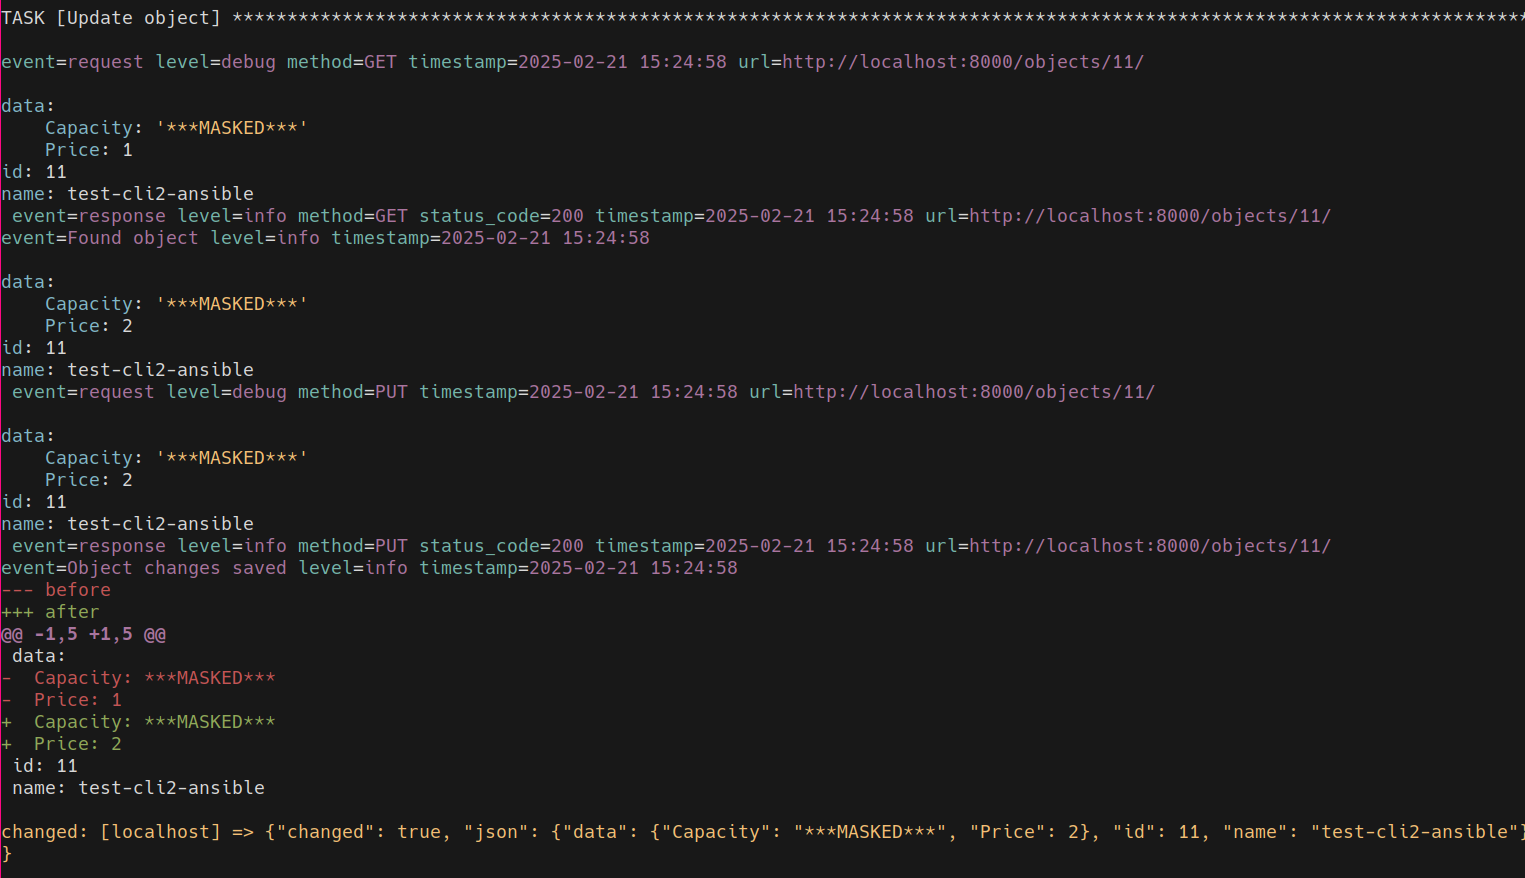 TASK [Update object] **********************************************************************************************************************
event=request level=debug method=GET timestamp=2025-02-21 15:24:58 url=http://localhost:8000/objects/11/
data:
    Capacity: '***MASKED***'
    Price: 1
id: 11
name: test-cli2-ansible
 event=response level=info method=GET status_code=200 timestamp=2025-02-21 15:24:58 url=http://localhost:8000/objects/11/
event=Found object level=info timestamp=2025-02-21 15:24:58
data:
    Capacity: '***MASKED***'
    Price: 2
id: 11
name: test-cli2-ansible
 event=request level=debug method=PUT timestamp=2025-02-21 15:24:58 url=http://localhost:8000/objects/11/
data:
    Capacity: '***MASKED***'
    Price: 2
id: 11
name: test-cli2-ansible
 event=response level=info method=PUT status_code=200 timestamp=2025-02-21 15:24:58 url=http://localhost:8000/objects/11/
event=Object changes saved level=info timestamp=2025-02-21 15:24:58
--- before
+++ after
@@ -1,5 +1,5 @@
 data:
-  Capacity: ***MASKED***
-  Price: 1
+  Capacity: ***MASKED***
+  Price: 2
 id: 11
 name: test-cli2-ansible
changed: [localhost] => {"changed": true, "json": {"data": {"Capacity": "***MASKED***", "Price": 2}, "id": 11, "name": "test-cli2-ansible"}
}